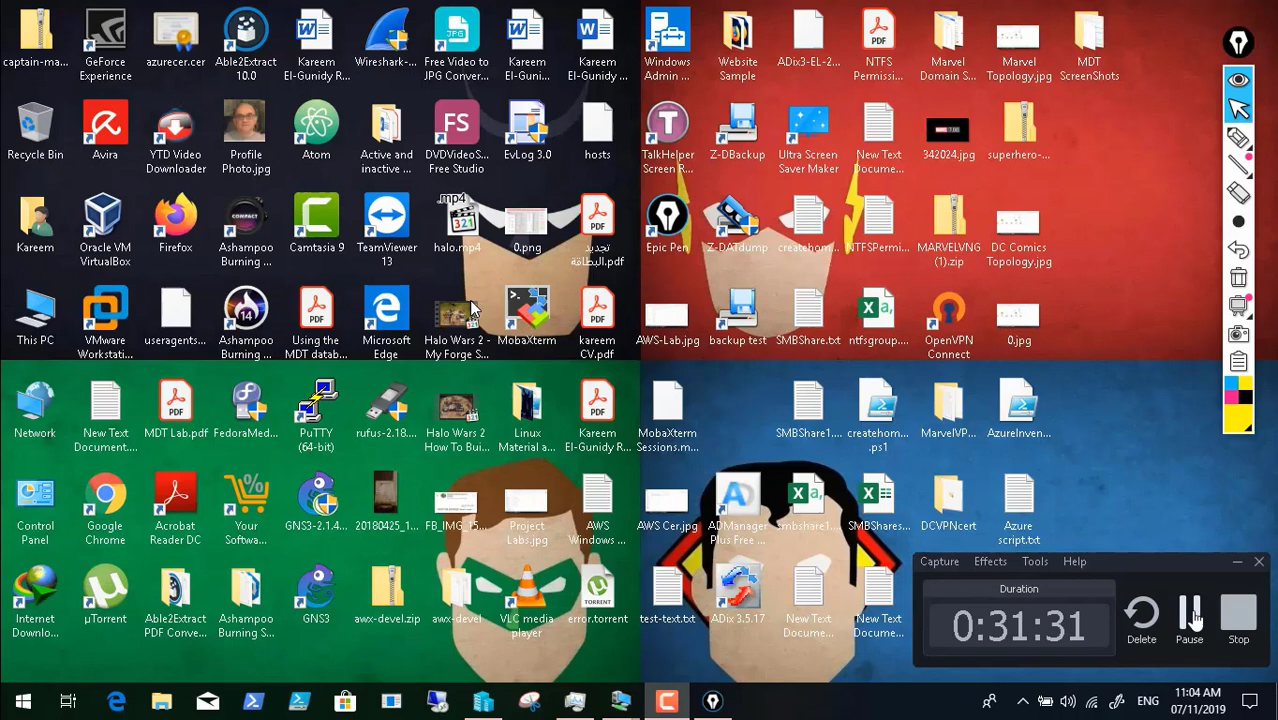 captain-ma...
GeForce
Experience
azurecer.cer
Able2Extract
10.0
Kareem
El-Gunidy R...
Wireshark-...
Free Video to
JPG Conver...
Kareem
El-Guni...
Kareem
El-Gunidy ...
Windows
Admin ...
Website
Sample
ADix3-EL-2...
NTFS
Permissi...
Marvel
Domain S...
Marvel
Topology.jpg
MDT
ScreenShots
Recycle Bin
Avira
YTD Video
Downloader
Profile
Photo.jpg
Atom
Active and
inactive ...
DVDVideoS...
Free Studio
EvLog 3.0
hosts
TalkHelper
Screen R...
Z-DBackup
Ultra Screen
Saver Maker
New Text
Docume...
342024.jpg
superhero-...
Kareem
Oracle VM
VirtualBox
Firefox
Ashampoo
Burning ...
Camtasia 9
TeamViewer
13
.mp4
halo.mp4
0.png
تجديد
البطاقة.pdf
Epic Pen
Z-DATdump
createhom...
NTFSPermi...
MARVELVNG
(1).zip
DC Comics
Topology.jpg
This PC
VMware
Workstati...
useragents...
Ashampoo
Burning ...
Using the
MDT datab...
Microsoft
Edge
Halo Wars 2 -
My Forge S...
MobaXterm
kareem
CV.pdf
AWS-Lab.jpg
backup test
SMBShare.txt
ntfsgroup....
OpenVPN
Connect
0.jpg
Network
New Text
Document...
MDT Lab.pdf
FedoraMed...
PuTTY
(64-bit)
rufus-2.18...
Halo Wars 2
How To Bui...
Linux
Material a...
Kareem
El-Gunidy R...
MobaXterm
Sessions.m...
SMBShare1....
createhom...
.ps1
MarvelVP...
AzureInven...
Control
Panel
Google
Chrome
Acrobat
Reader DC
Your
Softwa...
GNS3-2.1.4...
20180425_1...
FB_IMG_15...
Project
Labs.jpg
AWS
Windows ...
AWS Cer.jpg
ADManager
Plus Free ...
smbshare1...
SMBShares...
DCVPNcert
Azure
script.txt
Internet
Downlo...
µTorrent
Able2Extract
PDF Conve...
Ashampoo
Burning S...
GNS3
awx-devel.zip
awx-devel
VLC media
player
error.torrent
test-text.txt
ADix 3.5.17
New Text
Docume...
New Text
Docume...
Capture Effects Tools Help
Duration
0:31:31
Delete
Pause
Stop
ENG
11:04 AM
07/11/2019